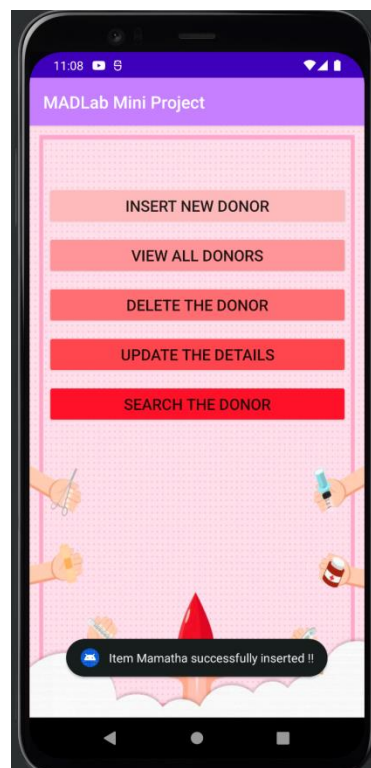 11:08
MADLab Mini Project
INSERT NEW DONOR
VIEW ALL DONORS
DELETE THE DONOR
UPDATE THE DETAILS
SEARCH THE DONOR
Item Mamatha successfully inserted !!